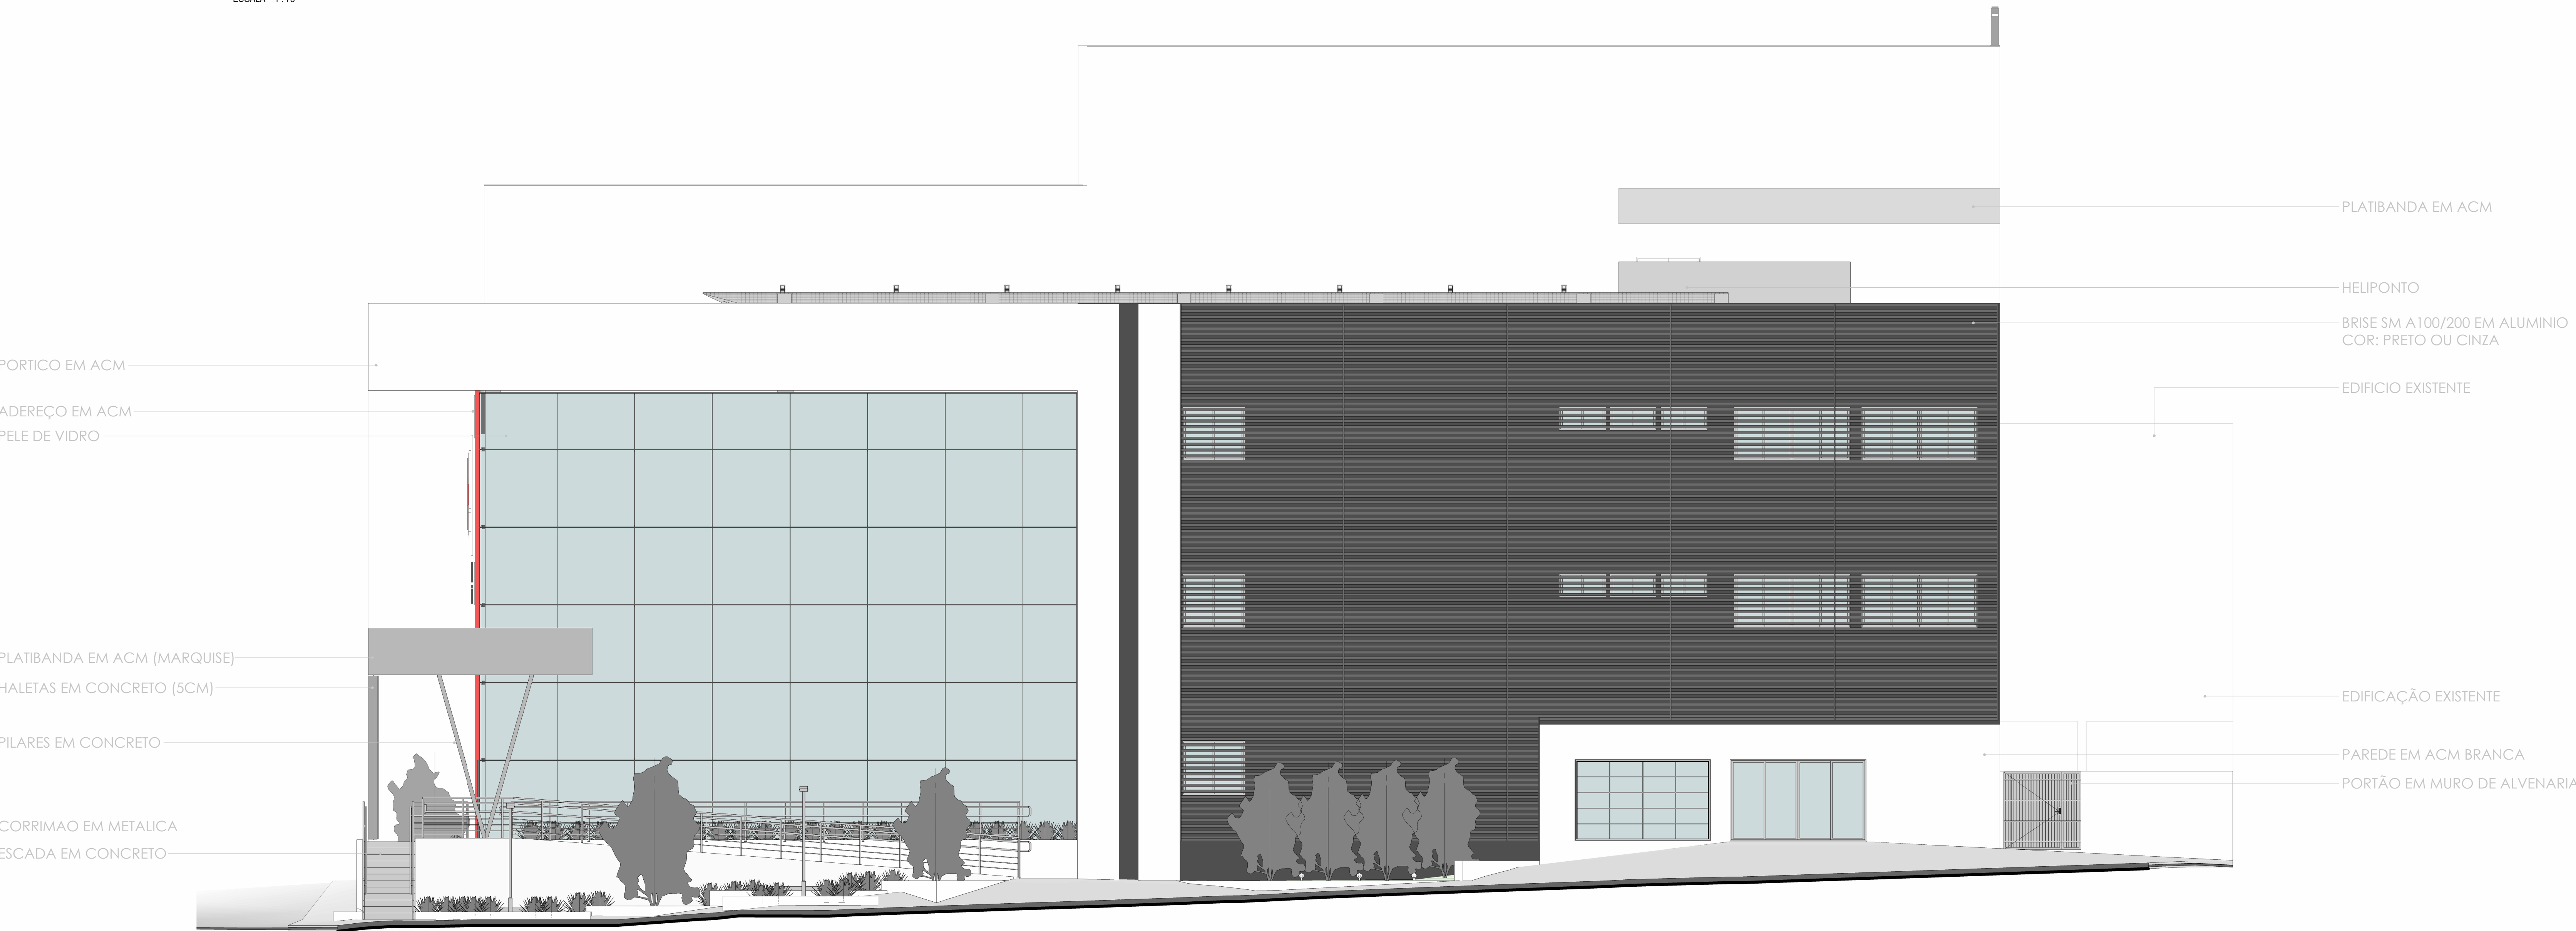 PORTICO EM ACM
ADEREÇO EM ACM
PELE DE VIDRO
PLATIBANDA EM ACM (MARQUISE)
HALETAS EM CONCRETO (5CM)
PILARES EM CONCRETO
CORRIMAO EM METALICA
ESCADA EM CONCRETO
PLATIBANDA EM ACM
HELIPONTO
BRISE SM A100/200 EM ALUMINIO
COR: PRETO OU CINZA
EDIFICIO EXISTENTE
EDIFICAÇÃO EXISTENTE
PAREDE EM ACM BRANCA
PORTÃO EM MURO DE ALVENARIA